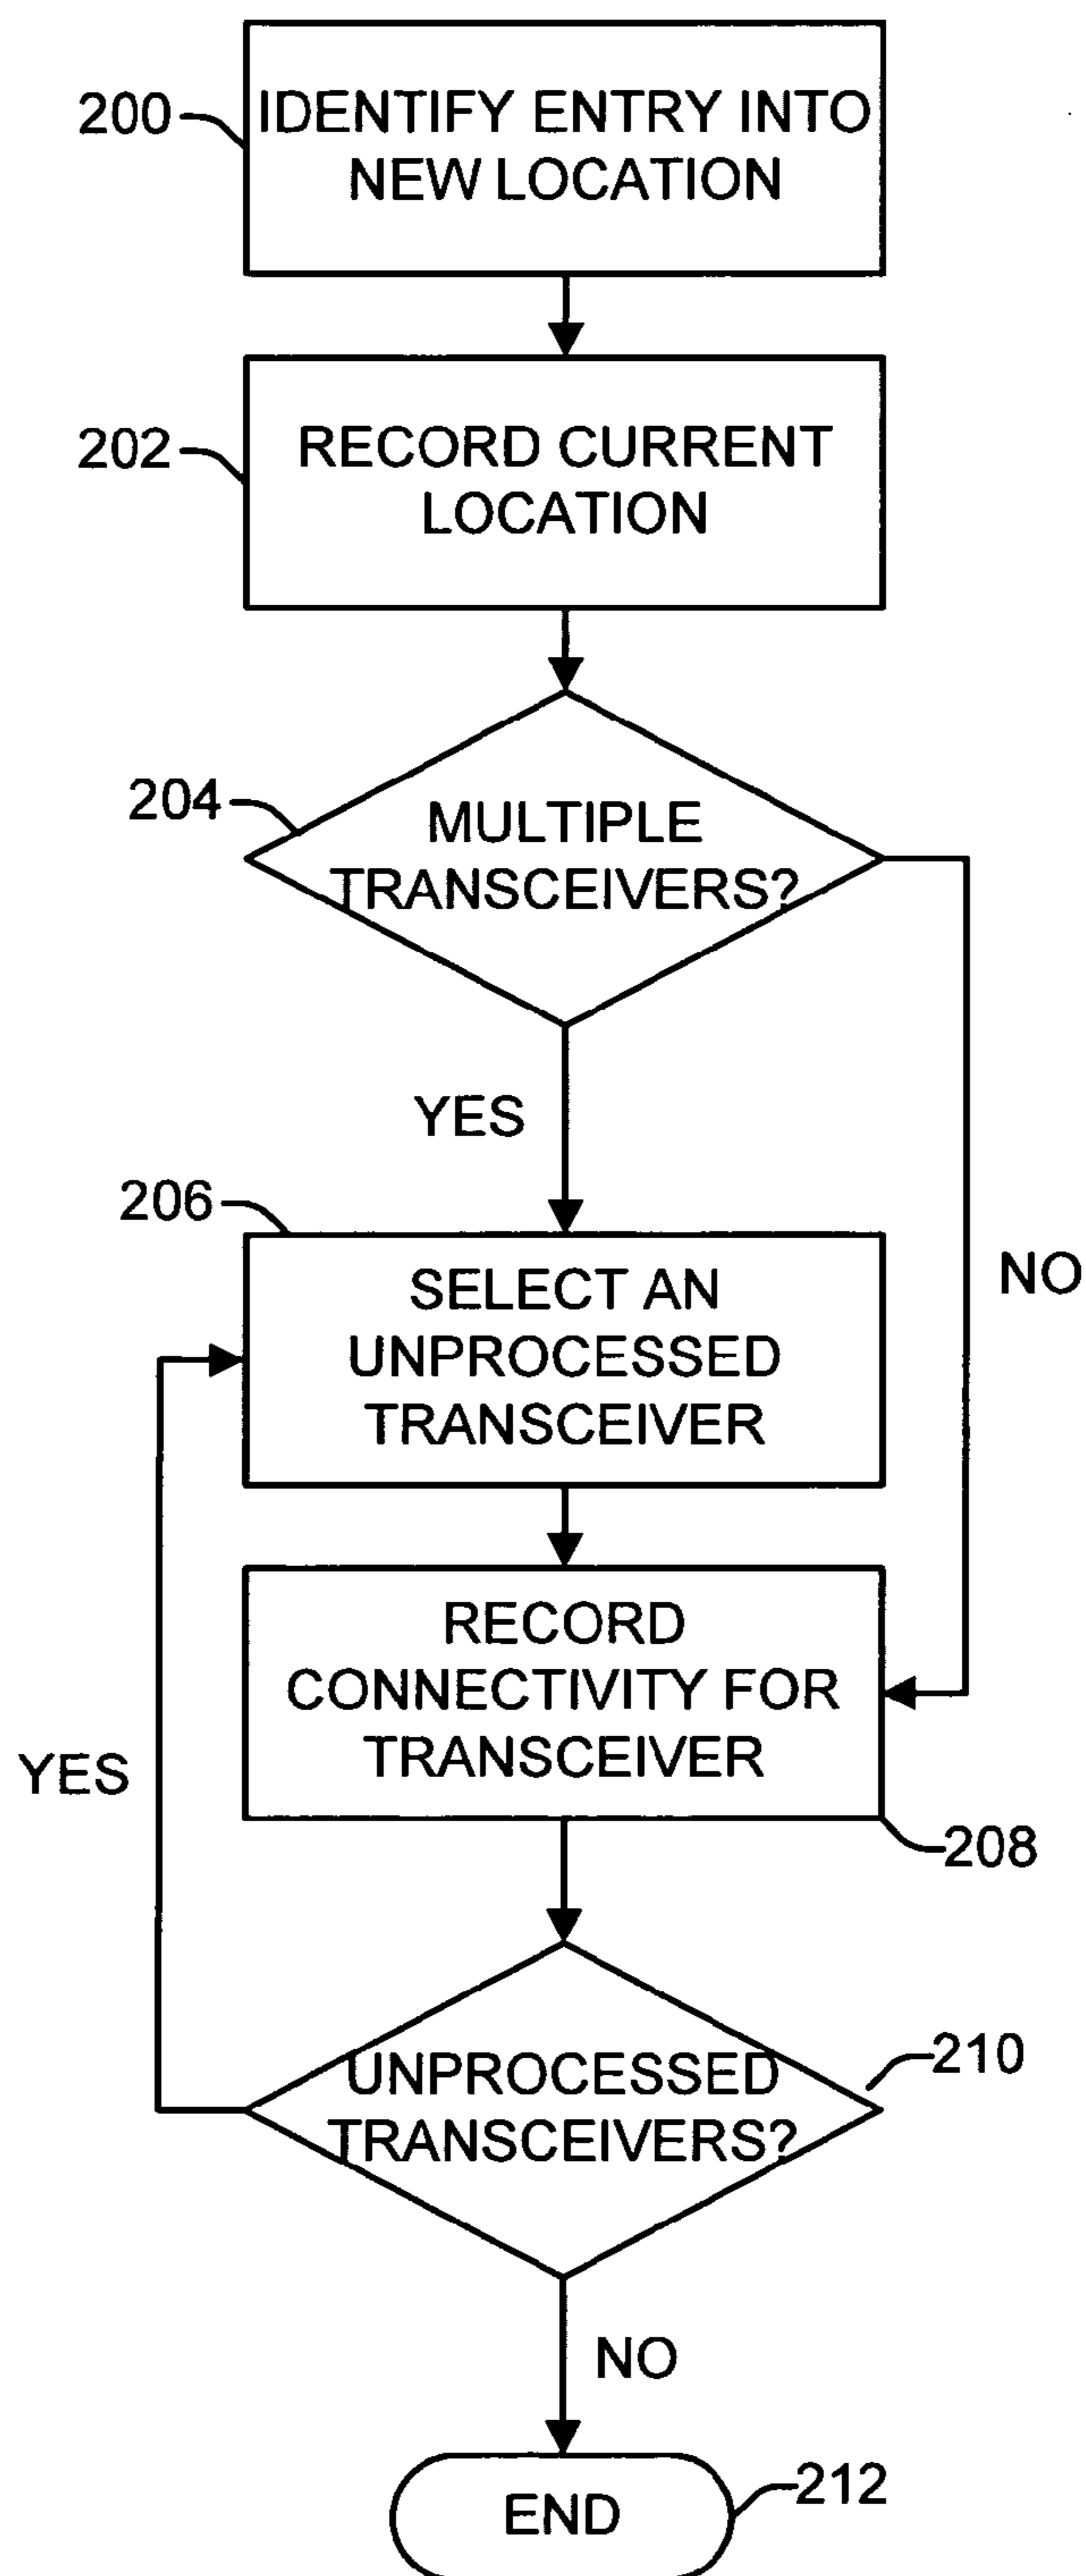 200
IDENTIFY ENTRY INTO
NEW LOCATION
202
RECORD CURRENT
LOCATION
204
MULTIPLE
TRANSCEIVERS?
YES
NO
206
SELECT AN
UNPROCESSED
TRANSCEIVER
RECORD
CONNECTIVITY FOR
TRANSCEIVER
YES
208
UNPROCESSED
TRANSCEIVERS?
210
NO
END
212